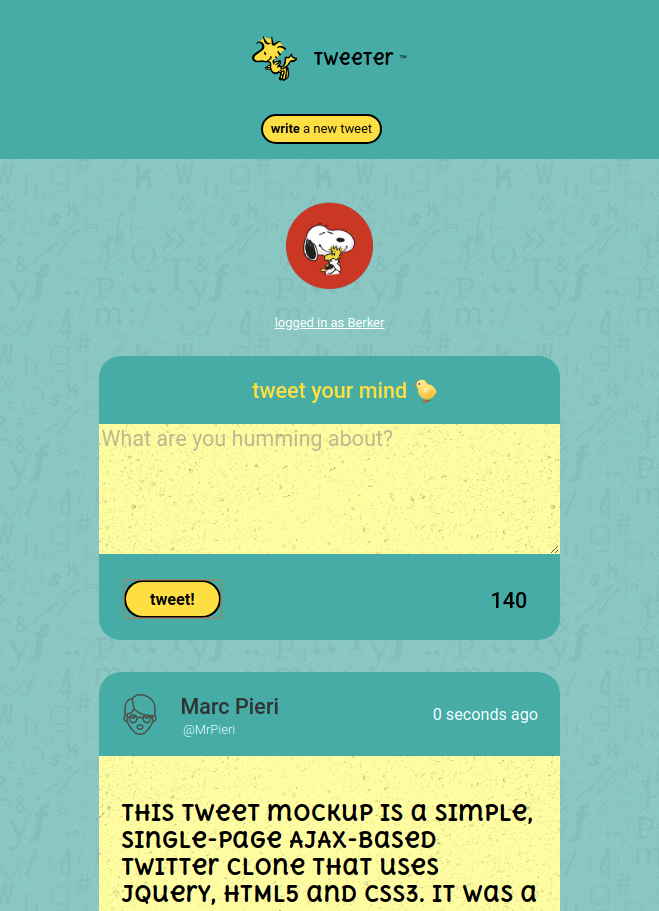 Tweeter ™
write a new tweet
logged in as Berker
tweet your mind
What are you humming about?
tweet!
140
Marc Pieri
0 seconds ago
@MrPieri
This tweet mockup is a simple,
single-page AJAX-based
Twitter clone that uses
jQuery, HTML5 and CSS3. It was a